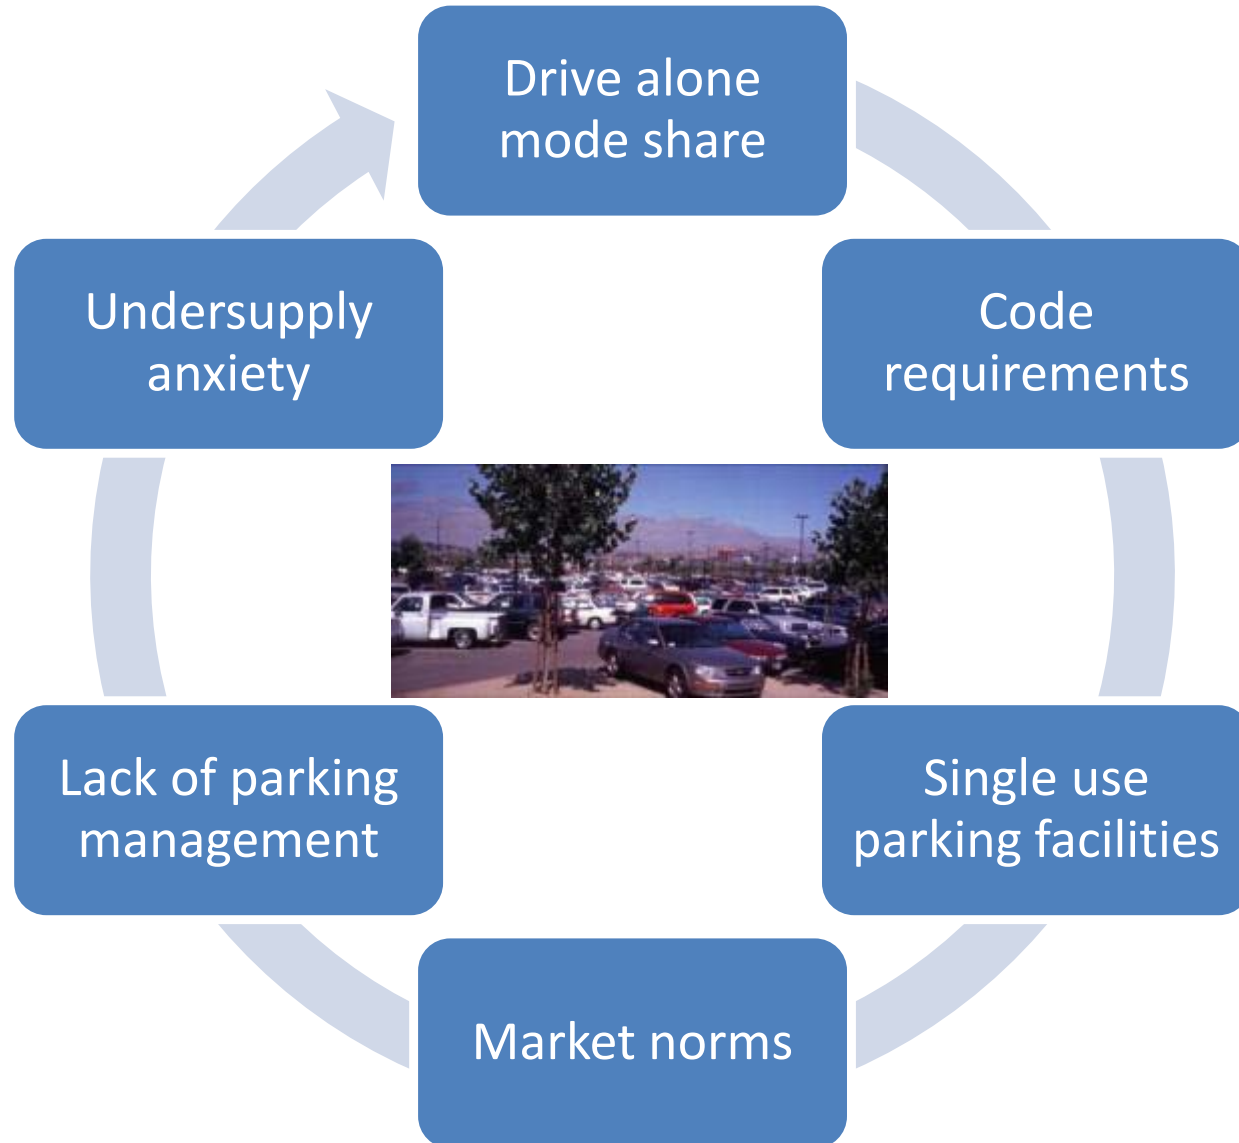 Drive alone
mode share
Code
requirements
Single use
parking facilities
Market norms
Lack of parking
management
Undersupply
anxiety